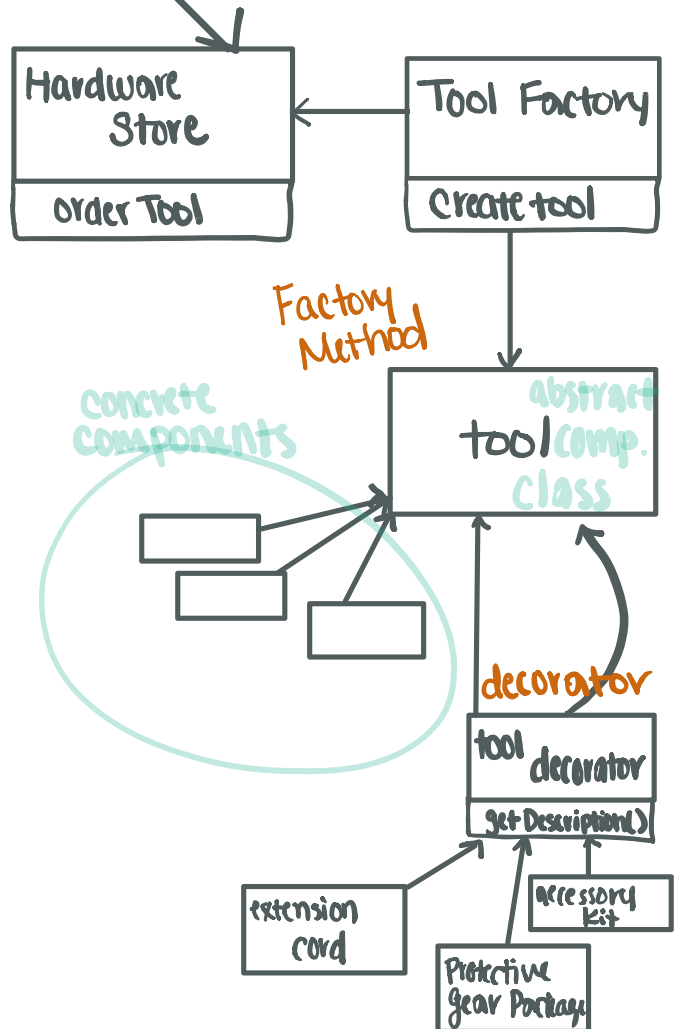 Hardware
Store
order Tool
Tool Factory
Create tool
Factory
Method
concrete
components
abstract
tool comp.
class
decorator
tool
decorator
getDescription()
extension
cord
accessory
Kit
Protective
gear Package